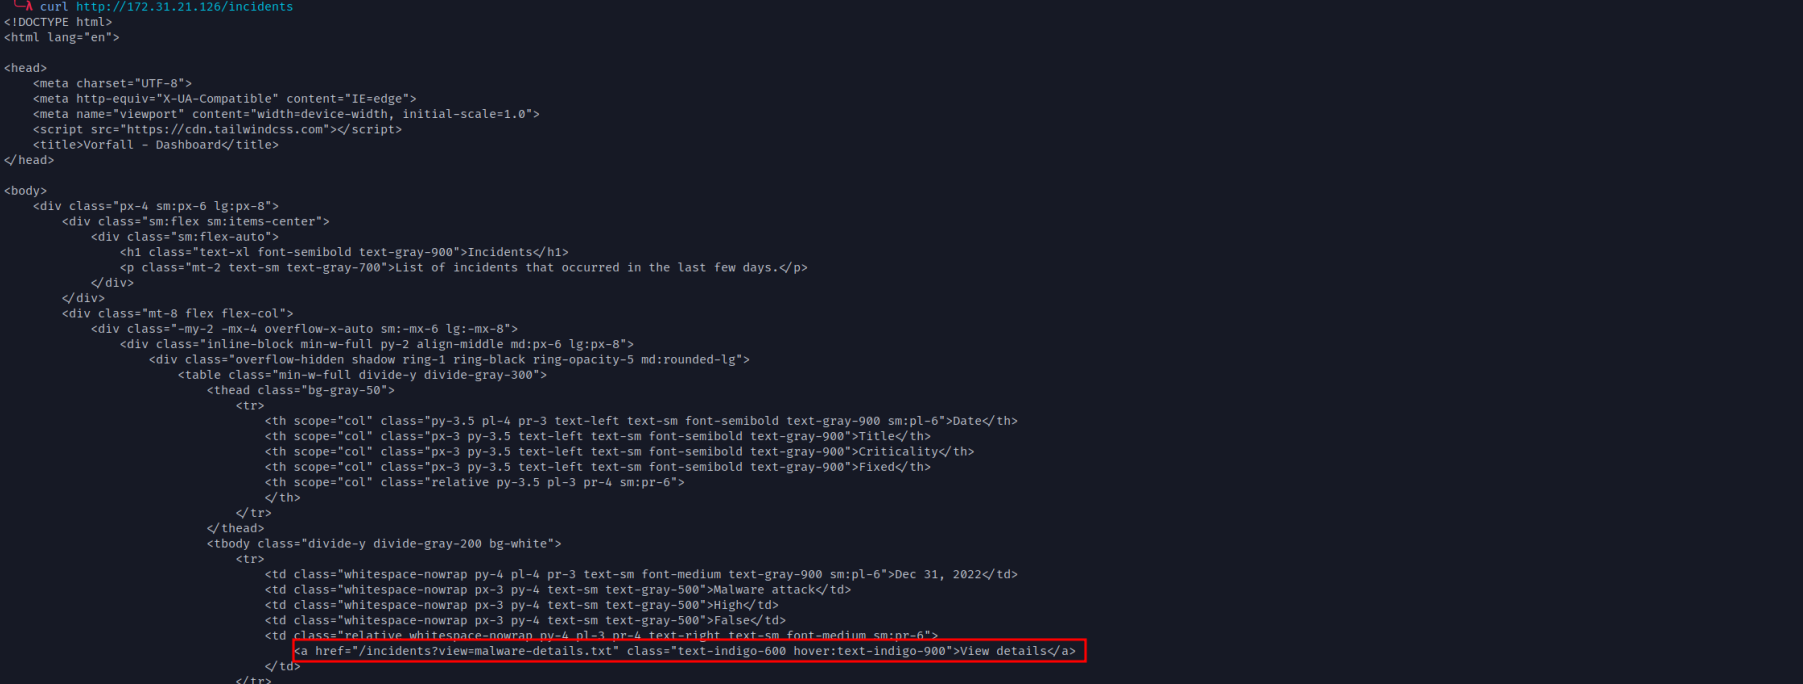 λ curl http://172.31.21.126/incidents
<!DOCTYPE html>
<html lang="en">
<head>
    <meta charset="UTF-8">
    <meta http-equiv="X-UA-Compatible" content="IE=edge">
    <meta name="viewport" content="width=device-width, initial-scale=1.0">
    <script src="https://cdn.tailwindcss.com"></script>
    <title>Vorfall - Dashboard</title>
</head>
<body>
    <div class="px-4 sm:px-6 lg:px-8">
        <div class="sm:flex sm:items-center">
            <div class="sm:flex-auto">
                <h1 class="text-xl font-semibold text-gray-900">Incidents</h1>
                <p class="mt-2 text-sm text-gray-700">List of incidents that occurred in the last few days.</p>
            </div>
        </div>
        <div class="mt-8 flex flex-col">
            <div class="-my-2 -mx-4 overflow-x-auto sm:-mx-6 lg:-mx-8">
                <div class="inline-block min-w-full py-2 align-middle md:px-6 lg:px-8">
                    <div class="overflow-hidden shadow ring-1 ring-black ring-opacity-5 md:rounded-lg">
                        <table class="min-w-full divide-y divide-gray-300">
                            <thead class="bg-gray-50">
                                <tr>
                                    <th scope="col" class="py-3.5 pl-4 pr-3 text-left text-sm font-semibold text-gray-900 sm:pl-6">Date</th>
                                    <th scope="col" class="px-3 py-3.5 text-left text-sm font-semibold text-gray-900">Title</th>
                                    <th scope="col" class="px-3 py-3.5 text-left text-sm font-semibold text-gray-900">Criticality</th>
                                    <th scope="col" class="px-3 py-3.5 text-left text-sm font-semibold text-gray-900">Fixed</th>
                                    <th scope="col" class="relative py-3.5 pl-3 pr-4 sm:pr-6">
                                    </th>
                                </tr>
                            </thead>
                            <tbody class="divide-y divide-gray-200 bg-white">
                                <tr>
                                    <td class="whitespace-nowrap py-4 pl-4 pr-3 text-sm font-medium text-gray-900 sm:pl-6">Dec 31, 2022</td>
                                    <td class="whitespace-nowrap px-3 py-4 text-sm text-gray-500">Malware attack</td>
                                    <td class="whitespace-nowrap px-3 py-4 text-sm text-gray-500">High</td>
                                    <td class="whitespace-nowrap px-3 py-4 text-sm text-gray-500">False</td>
                                    <td class="relative whitespace-nowrap py-4 pl-3 pr-4 text-right text-sm font-medium sm:pr-6">
                                        <a href="/incidents?view=malware-details.txt" class="text-indigo-600 hover:text-indigo-900">View details</a>
                                    </td>
                                </tr>